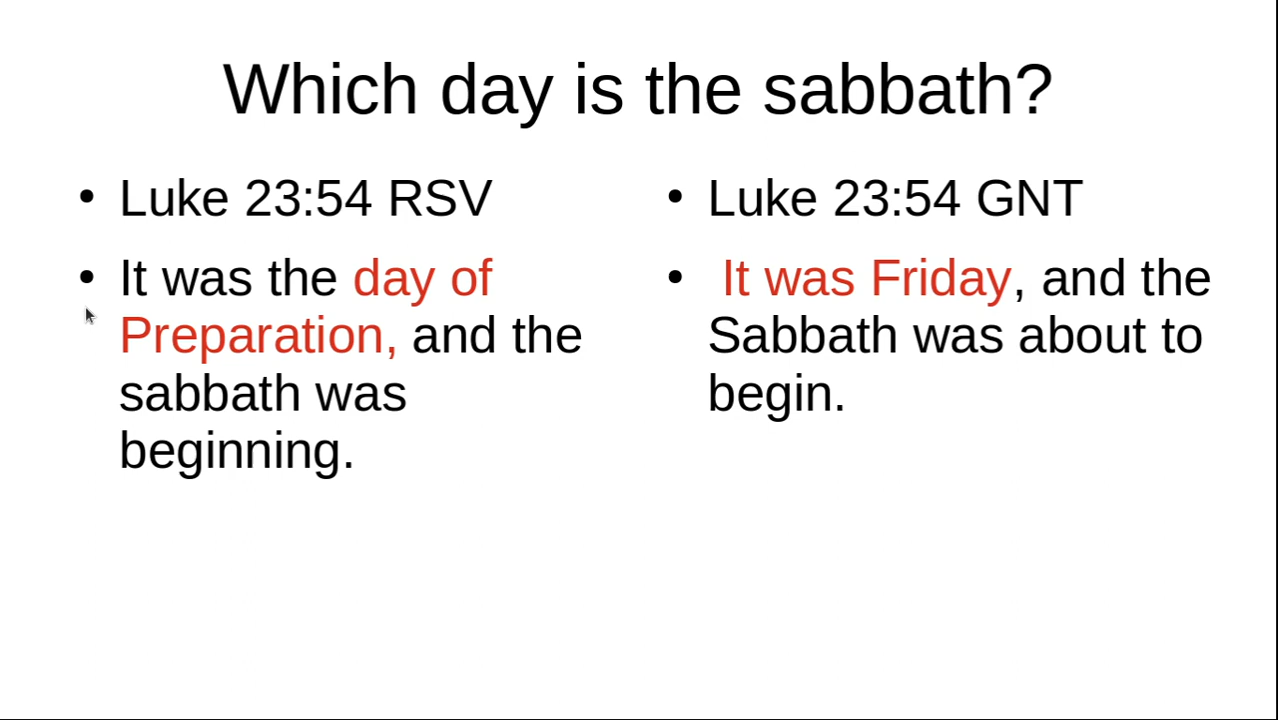 Which day is the sabbath?
• Luke 23:54 RSV
• It was the day of
Preparation, and the
sabbath was
beginning.
• Luke 23:54 GNT
• It was Friday, and the
Sabbath was about to
begin.